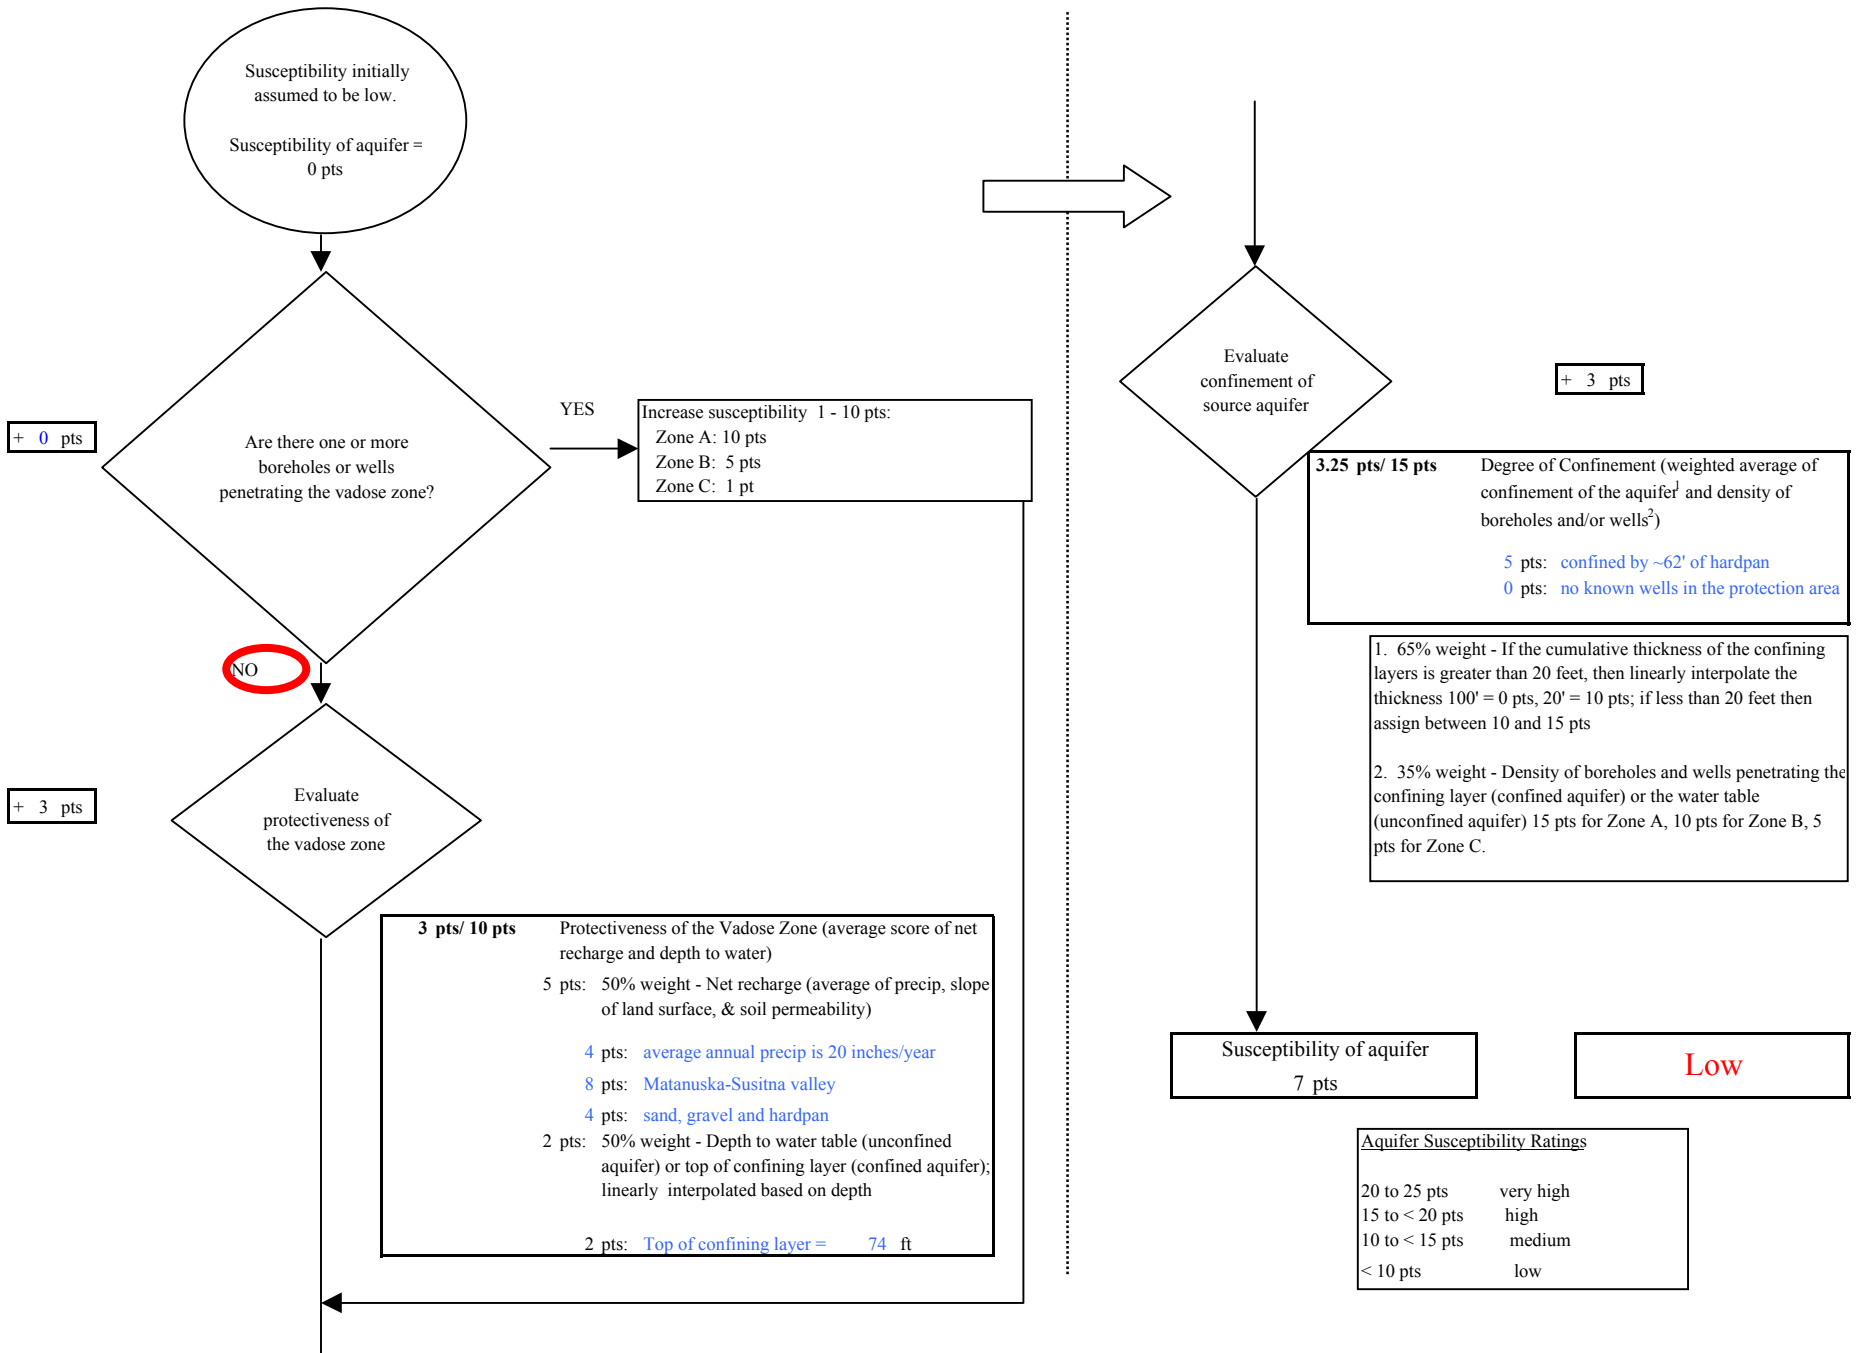 Susceptibility initially
assumed to be low.
Susceptibility of aquifer =
0 pts
+ 0 pts
Are there one or more
boreholes or wells
penetrating the vadose zone?
YES
Increase susceptibility 1 - 10 pts:
Zone A: 10 pts
Zone B: 5 pts
Zone C: 1 pt
NO
+ 3 pts
Evaluate
protectiveness of
the vadose zone
3 pts/ 10 pts Protectiveness of the Vadose Zone (average score of net
recharge and depth to water)
5 pts: 50% weight - Net recharge (average of precip, slope
of land surface, & soil permeability)
4 pts: average annual precip is 20 inches/year
8 pts: Matanuska-Susitna valley
4 pts: sand, gravel and hardpan
2 pts: 50% weight - Depth to water table (unconfined
aquifer) or top of confining layer (confined aquifer);
linearly interpolated based on depth
2 pts: Top of confining layer = 74 ft
Evaluate
confinement of
source aquifer
+ 3 pts
3.25 pts/ 15 pts Degree of Confinement (weighted average of
confinement of the aquifer1 and density of
boreholes and/or wells2)
5 pts: confined by ~62' of hardpan
0 pts: no known wells in the protection area
1. 65% weight - If the cumulative thickness of the confining
layers is greater than 20 feet, then linearly interpolate the
thickness 100' = 0 pts, 20' = 10 pts; if less than 20 feet then
assign between 10 and 15 pts
2. 35% weight - Density of boreholes and wells penetrating the
confining layer (confined aquifer) or the water table
(unconfined aquifer) 15 pts for Zone A, 10 pts for Zone B, 5
pts for Zone C.
Susceptibility of aquifer
7 pts
Low
Aquifer Susceptibility Ratings
20 to 25 pts very high
15 to < 20 pts high
10 to < 15 pts medium
< 10 pts low